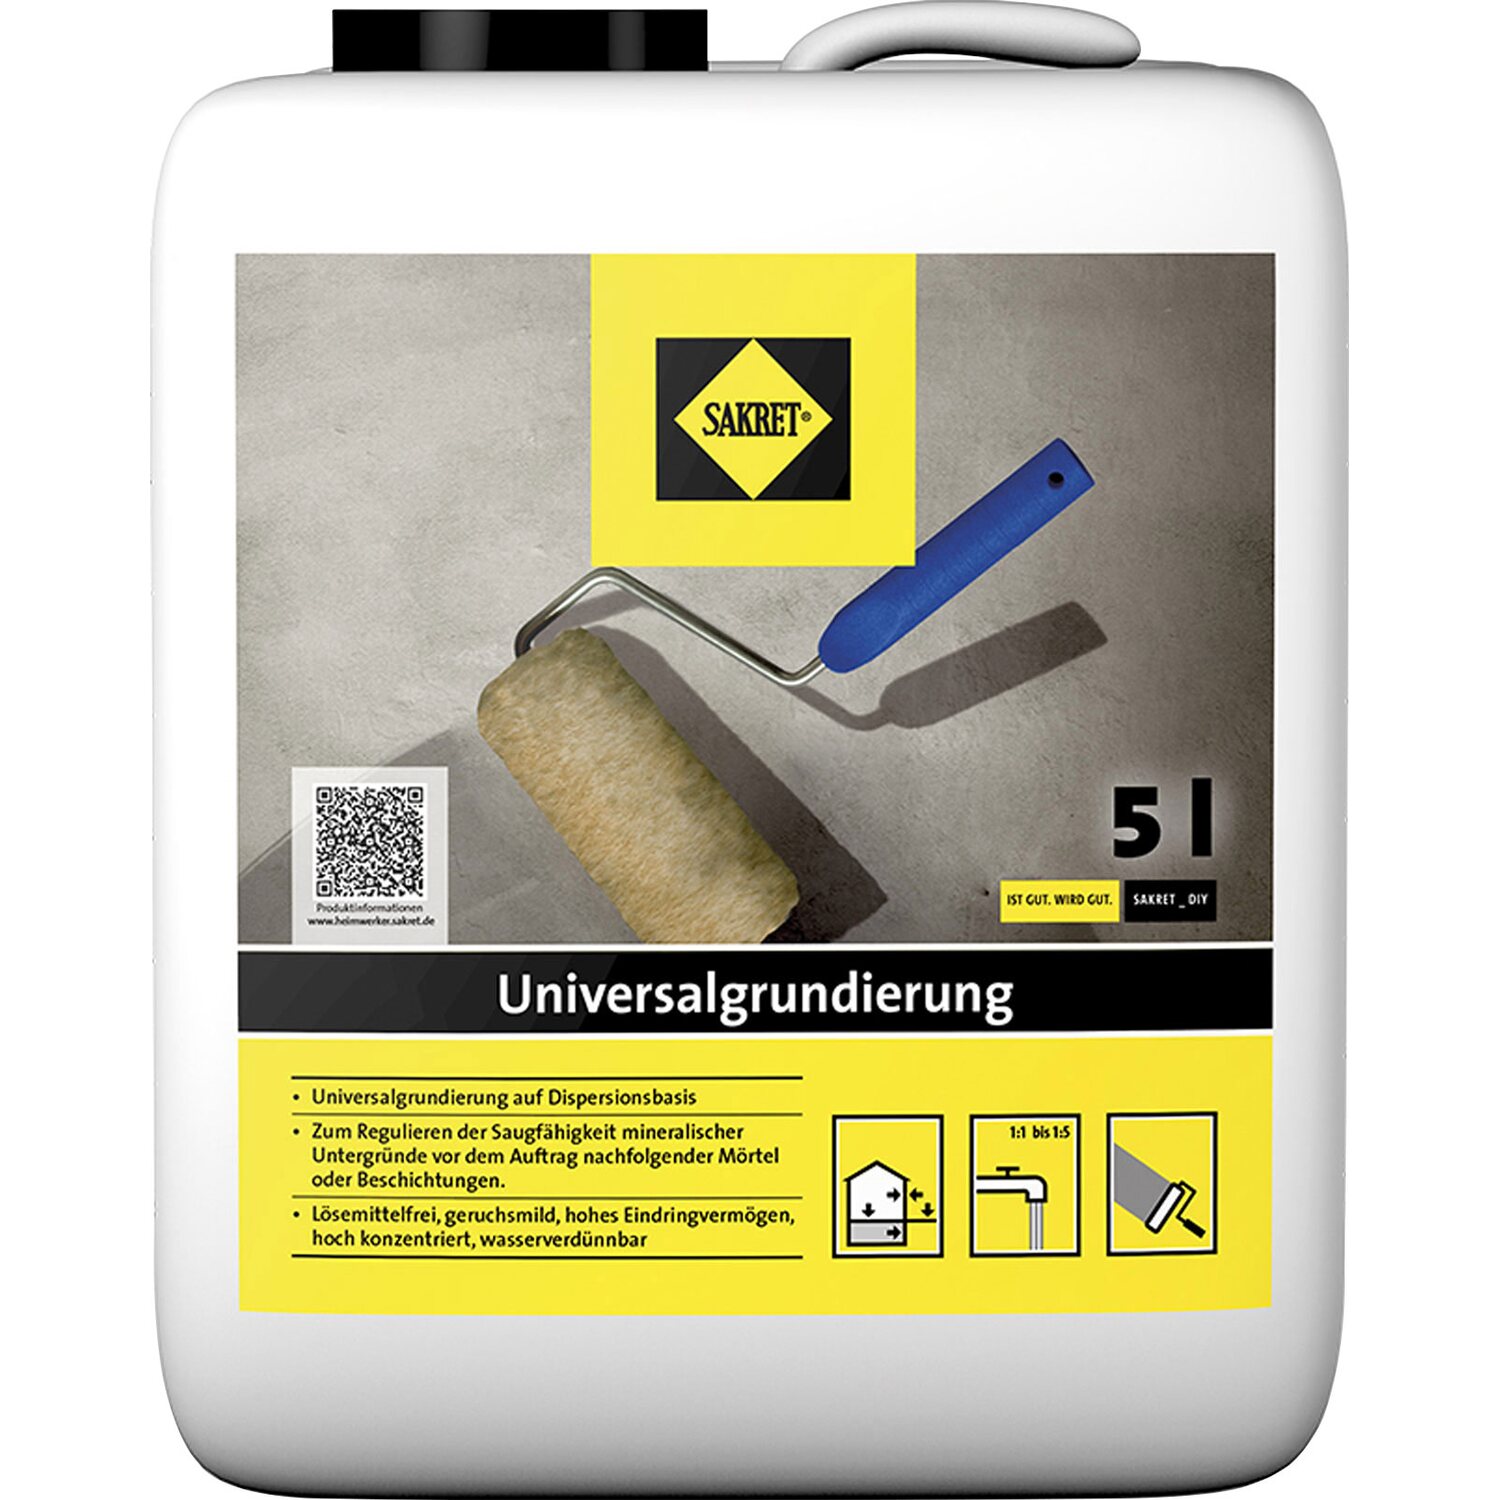 SAKRET®
5 l
Produktinformationen
www.heimwerker.sakret.de
IST GUT. WIRD GUT.
SAKRET _ DIY
Universalgrundierung
• Universalgrundierung auf Dispersionsbasis
• Zum Regulieren der Saugfähigkeit mineralischer
Untergründe vor dem Auftrag nachfolgender Mörtel
oder Beschichtungen.
• Lösemittelfrei, geruchsmild, hohes Eindringvermögen,
hoch konzentriert, wasserverdünnbar
1:1 bis 1:5